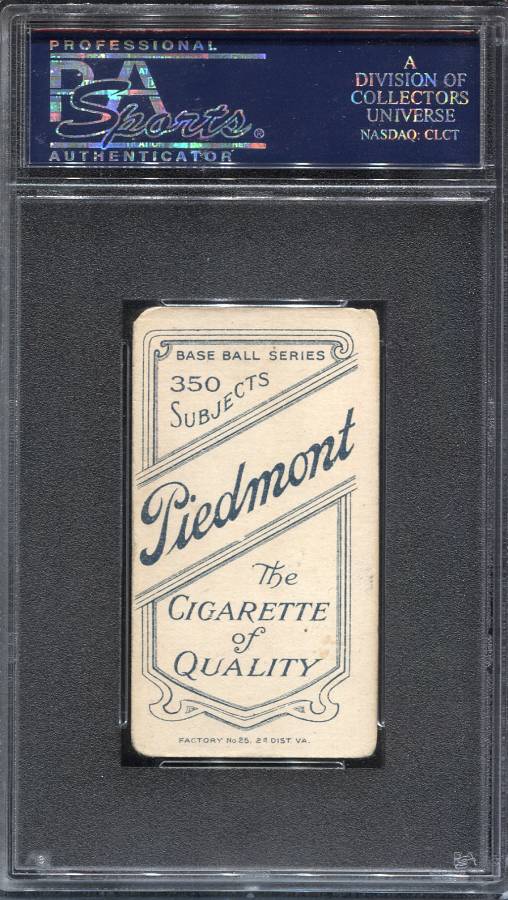 PROFESSIONAL
PSA
Sports®
AUTHENTICATOR
A
DIVISION OF
COLLECTORS
UNIVERSE
NASDAQ: CLCT
BASE BALL SERIES
350
SUBJECTS
Piedmont
The
CIGARETTE
of
QUALITY
FACTORY No 25, 2D DIST. VA.